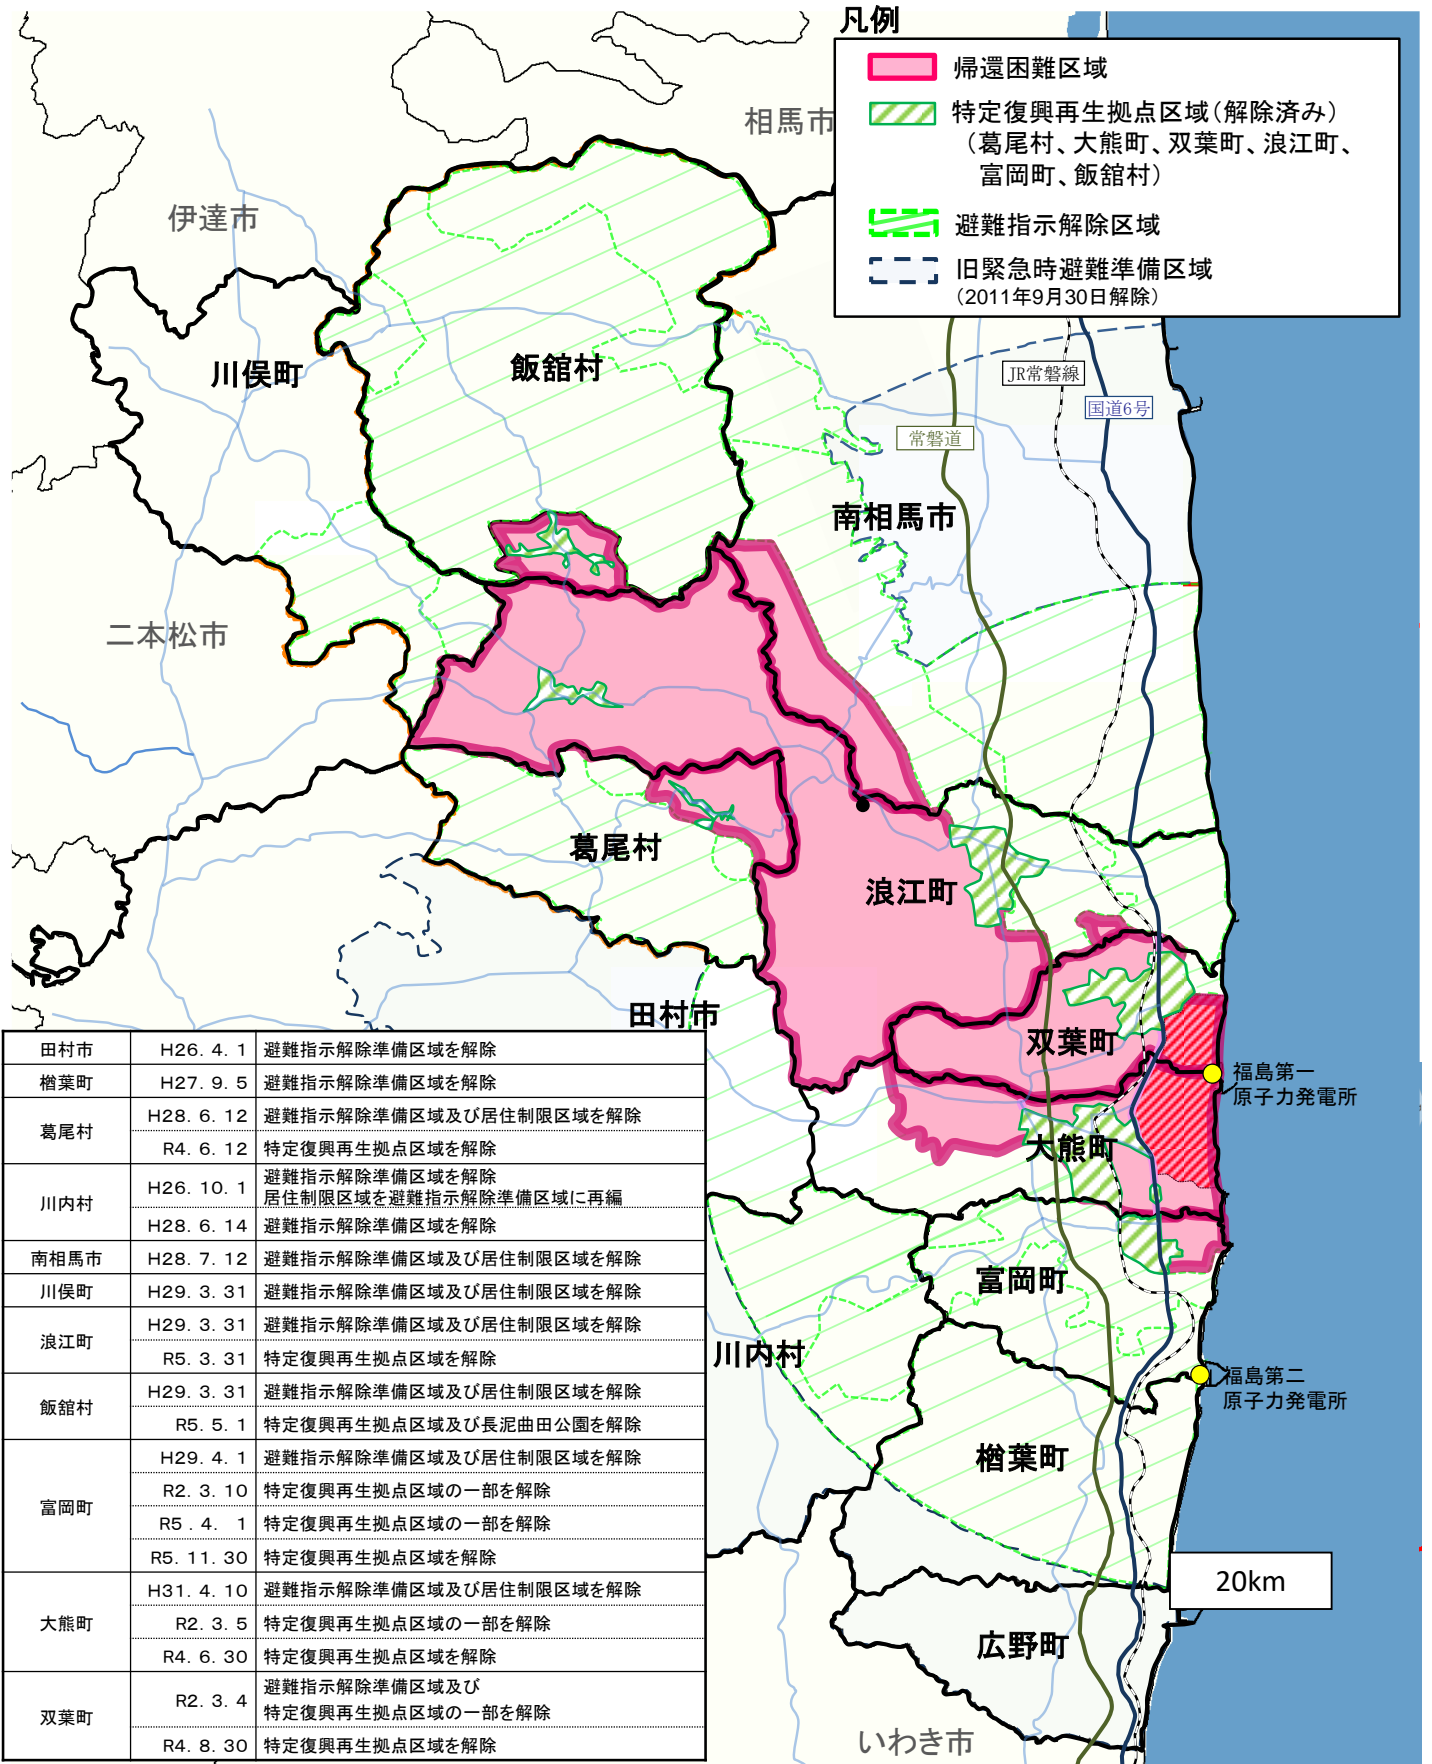 凡例
帰還困難区域
特定復興再生拠点区域（解除済み）
（葛尾村、大熊町、双葉町、浪江町、
富岡町、飯舘村）
避難指示解除区域
旧緊急時避難準備区域
（2011年9月30日解除）
相馬市
伊達市
川俣町
飯舘村
JR常磐線
国道6号
常磐道
南相馬市
二本松市
葛尾村
浪江町
田村市
双葉町
福島第一
原子力発電所
大熊町
富岡町
川内村
福島第二
原子力発電所
楢葉町
20km
広野町
いわき市
田村市 H26. 4. 1 避難指示解除準備区域を解除
楢葉町 H27. 9. 5 避難指示解除準備区域を解除
葛尾村 H28. 6. 12 避難指示解除準備区域及び居住制限区域を解除
R4. 6. 12 特定復興再生拠点区域を解除
川内村 H26. 10. 1 避難指示解除準備区域を解除
居住制限区域を避難指示解除準備区域に再編
H28. 6. 14 避難指示解除準備区域を解除
南相馬市 H28. 7. 12 避難指示解除準備区域及び居住制限区域を解除
川俣町 H29. 3. 31 避難指示解除準備区域及び居住制限区域を解除
浪江町 H29. 3. 31 避難指示解除準備区域及び居住制限区域を解除
R5. 3. 31 特定復興再生拠点区域を解除
飯舘村 H29. 3. 31 避難指示解除準備区域及び居住制限区域を解除
R5. 5. 1 特定復興再生拠点区域及び長泥曲田公園を解除
富岡町 H29. 4. 1 避難指示解除準備区域及び居住制限区域を解除
R2. 3. 10 特定復興再生拠点区域の一部を解除
R5 . 4. 1 特定復興再生拠点区域の一部を解除
R5. 11. 30 特定復興再生拠点区域を解除
大熊町 H31. 4. 10 避難指示解除準備区域及び居住制限区域を解除
R2. 3. 5 特定復興再生拠点区域の一部を解除
R4. 6. 30 特定復興再生拠点区域を解除
双葉町 R2. 3. 4 避難指示解除準備区域及び
特定復興再生拠点区域の一部を解除
R4. 8. 30 特定復興再生拠点区域を解除